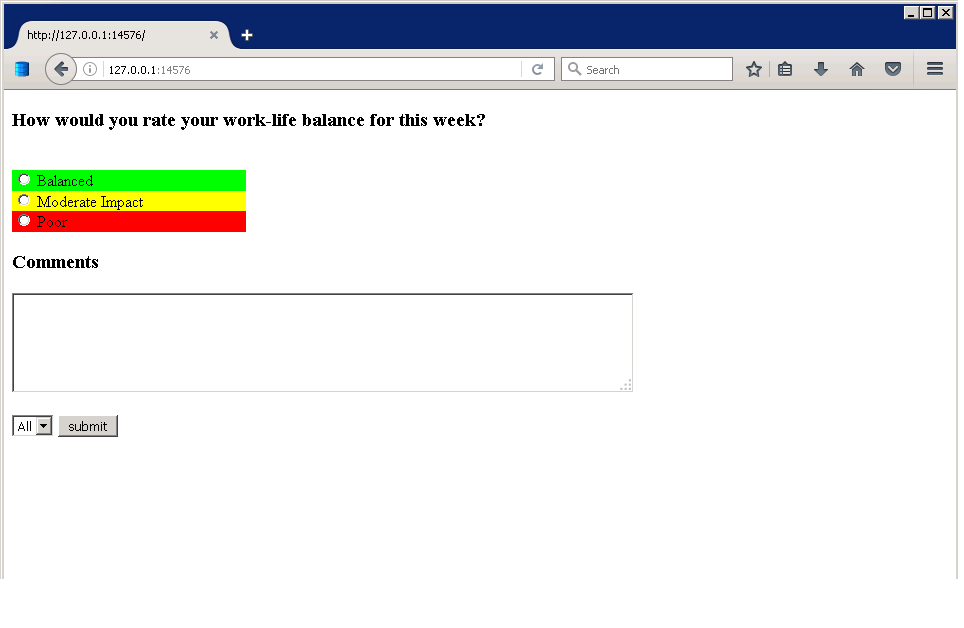 http://127.0.0.1:14576/
127.0.0.1:14576
Search
How would you rate your work-life balance for this week?
Balanced
Moderate Impact
Poor
Comments
All submit